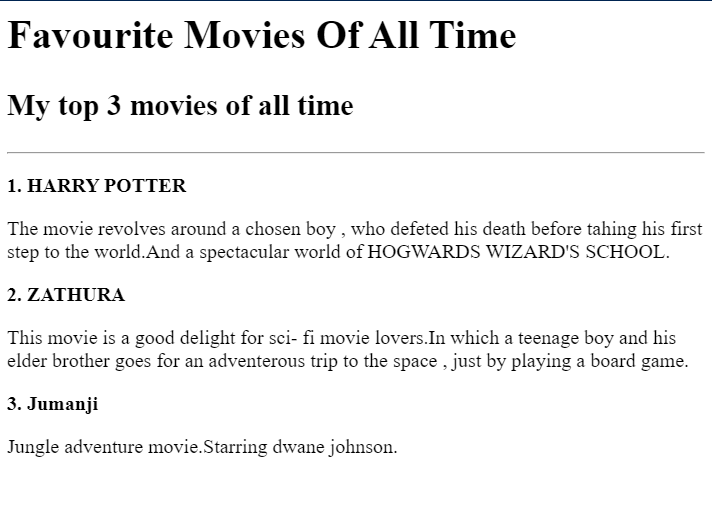 Favourite Movies Of All Time
My top 3 movies of all time
1. HARRY POTTER
The movie revolves around a chosen boy , who defeted his death before tahing his first
step to the world.And a spectacular world of HOGWARDS WIZARD'S SCHOOL.
2. ZATHURA
This movie is a good delight for sci- fi movie lovers.In which a teenage boy and his
elder brother goes for an adventerous trip to the space , just by playing a board game.
3. Jumanji
Jungle adventure movie.Starring dwane johnson.